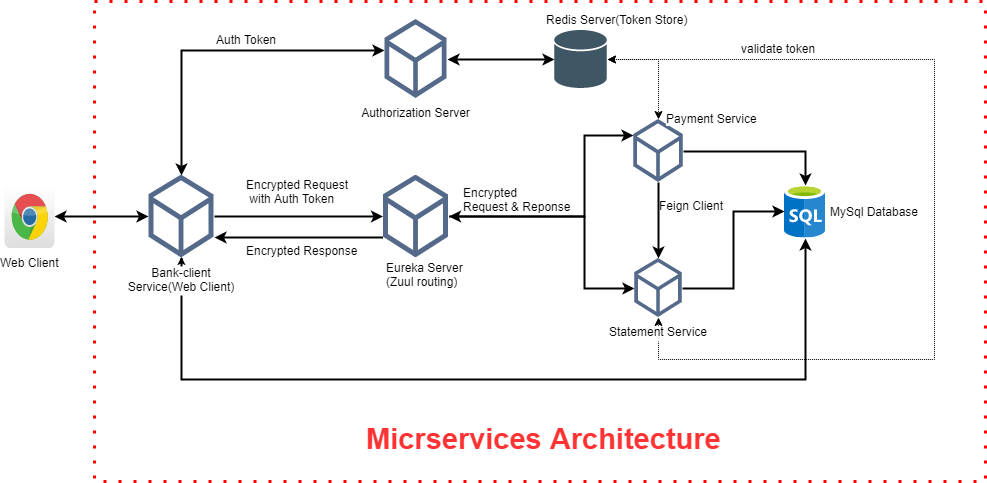 Redis Server(Token Store)
Auth Token
validate token
Authorization Server
Payment Service
Encrypted Request
with Auth Token
Encrypted
Request & Reponse
Feign Client
SQL
MySql Database
Encrypted Response
Web Client
Eureka Server
(Zuul routing)
Bank-client
Service(Web Client)
Statement Service
Micrservices Architecture